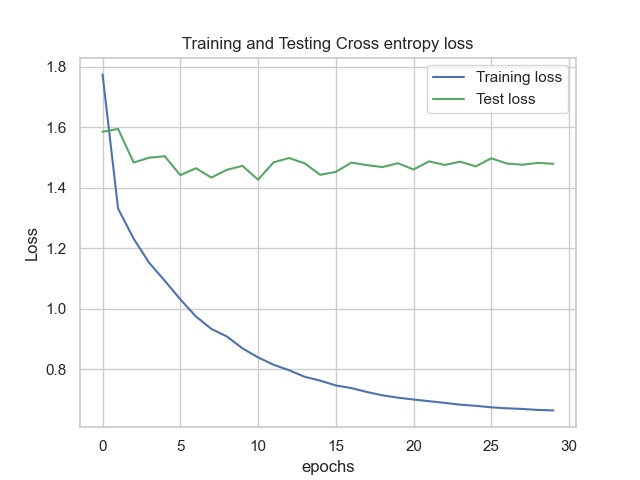 Training and Testing Cross entropy loss
Training loss
Test loss
Loss
1.8
1.6
1.4
1.2
1.0
0.8
0 5 10 15 20 25 30
epochs